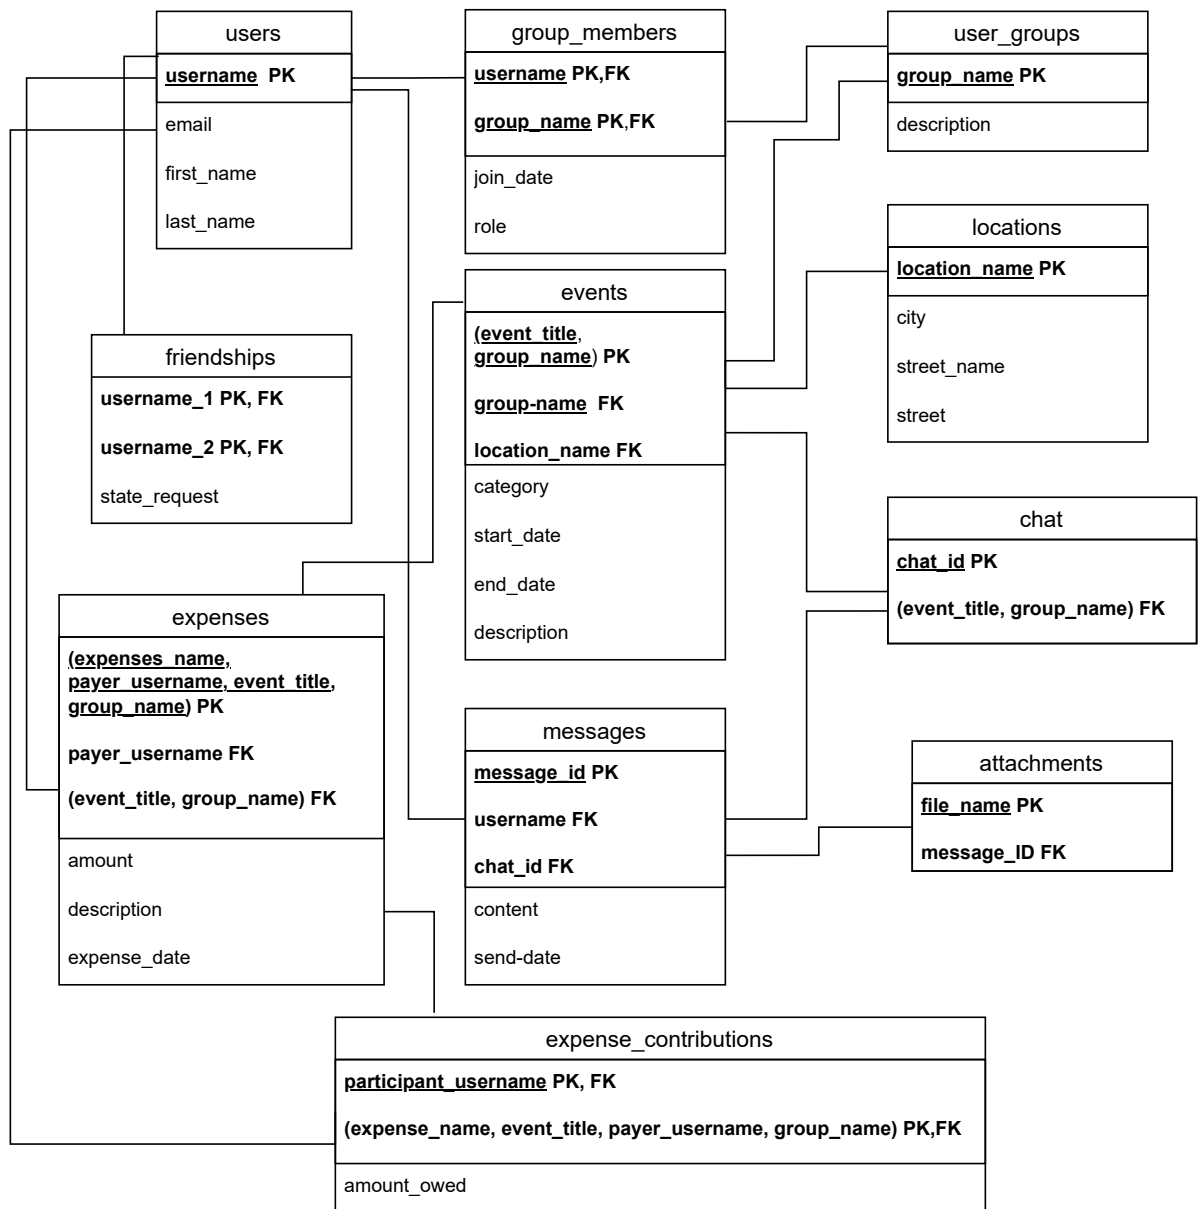 users
username PK
email
first_name
last_name
group_members
username PK,FK
group_name PK,FK
join_date
role
user_groups
group_name PK
description
locations
location_name PK
city
street_name
street
events
(event_title,
group_name) PK
group-name FK
location_name FK
category
start_date
end_date
description
friendships
username_1 PK, FK
username_2 PK, FK
state_request
chat
chat_id PK
(event_title, group_name) FK
expenses
(expenses_name,
payer_username, event_title,
group_name) PK
payer_username FK
(event_title, group_name) FK
amount
description
expense_date
messages
message_id PK
username FK
chat_id FK
content
send-date
attachments
file_name PK
message_ID FK
expense_contributions
participant_username PK, FK
(expense_name, event_title, payer_username, group_name) PK,FK
amount_owed